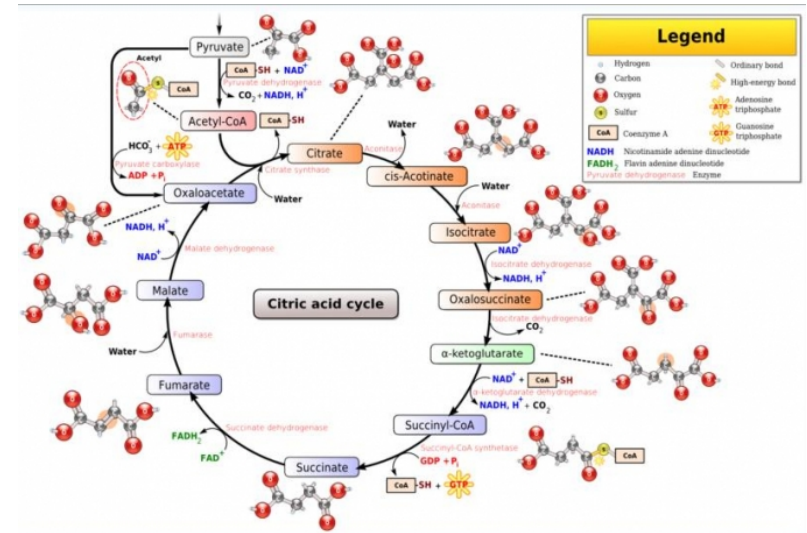 Legend
Hydrogen
Carbon
Oxygen
Sulfur
CoA Coenzyme A
NADH Nicotinamide adenine dinucleotide
FADH2 Flavin adenine dinucleotide
Pyruvate dehydrogenase Enzyme
Ordinary bond
High-energy bond
ATP Adenosine
triphosphate
GTP Guanosine
triphosphate
Pyruvate
Acetyl
S CoA
CoA-SH + NAD+
Pyruvate dehydrogenase
CO2+NADH, H+
Acetyl-CoA
CoA-SH
HCO3- + ATP
Pyruvate carboxylase
ADP +Pi
Citrate synthase
Water
Citrate
Aconitase
Water
cis-Acotinate
Water
Aconitase
Isocitrate
NAD+
Isocitrate dehydrogenase
NADH, H+
Oxalosuccinate
Isocitrate dehydrogenase
CO2
α-ketoglutarate
NAD+ + CoA-SH
α-ketoglutarate dehydrogenase
NADH, H+ + CO2
Succinyl-CoA
S CoA
Succinyl-CoA synthetase
GDP +Pi
CoA-SH + GTP
Succinate
Succinate dehydrogenase
FADH2
FAD+
Fumarate
Fumarase
Water
Malate
Malate dehydrogenase
NADH, H+
NAD+
Oxaloacetate
Citric acid cycle